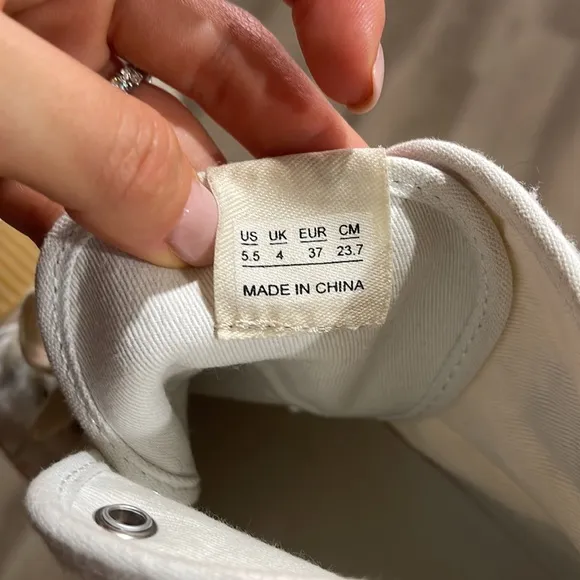 US UK EUR CM
5.5 4 37 23.7
MADE IN CHINA